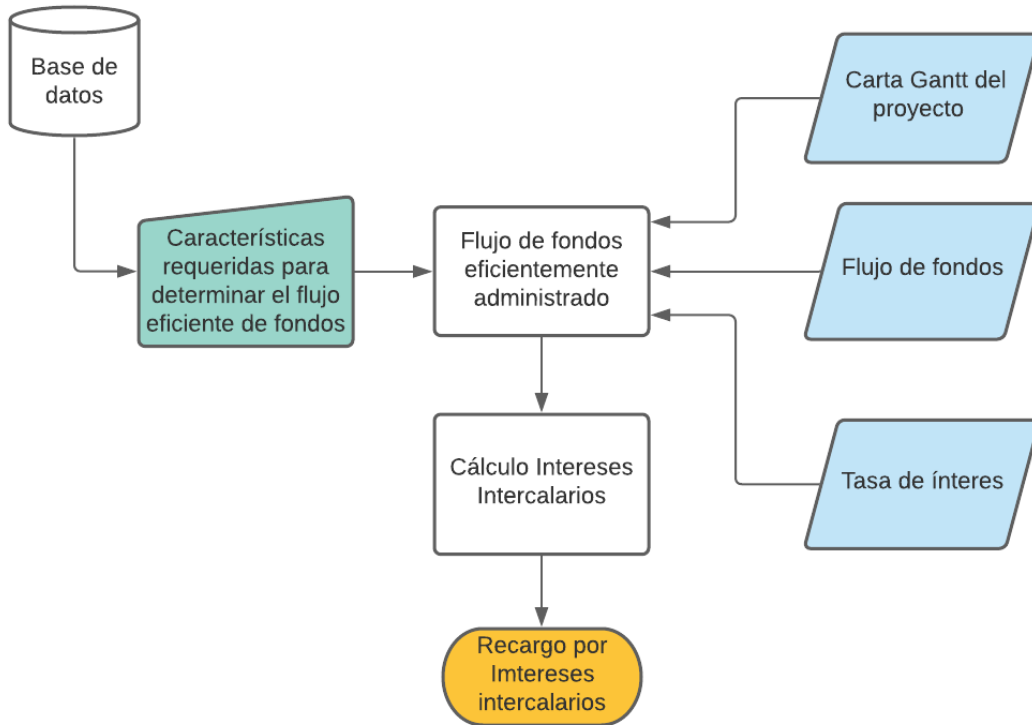 Base de
datos
Carta Gantt del
proyecto
Características
requeridas para
determinar el flujo
eficiente de fondos
Flujo de fondos
eficientemente
administrado
Flujo de fondos
Cálculo Intereses
Intercalarios
Tasa de ínteres
Recargo por
Imtereses
intercalarios